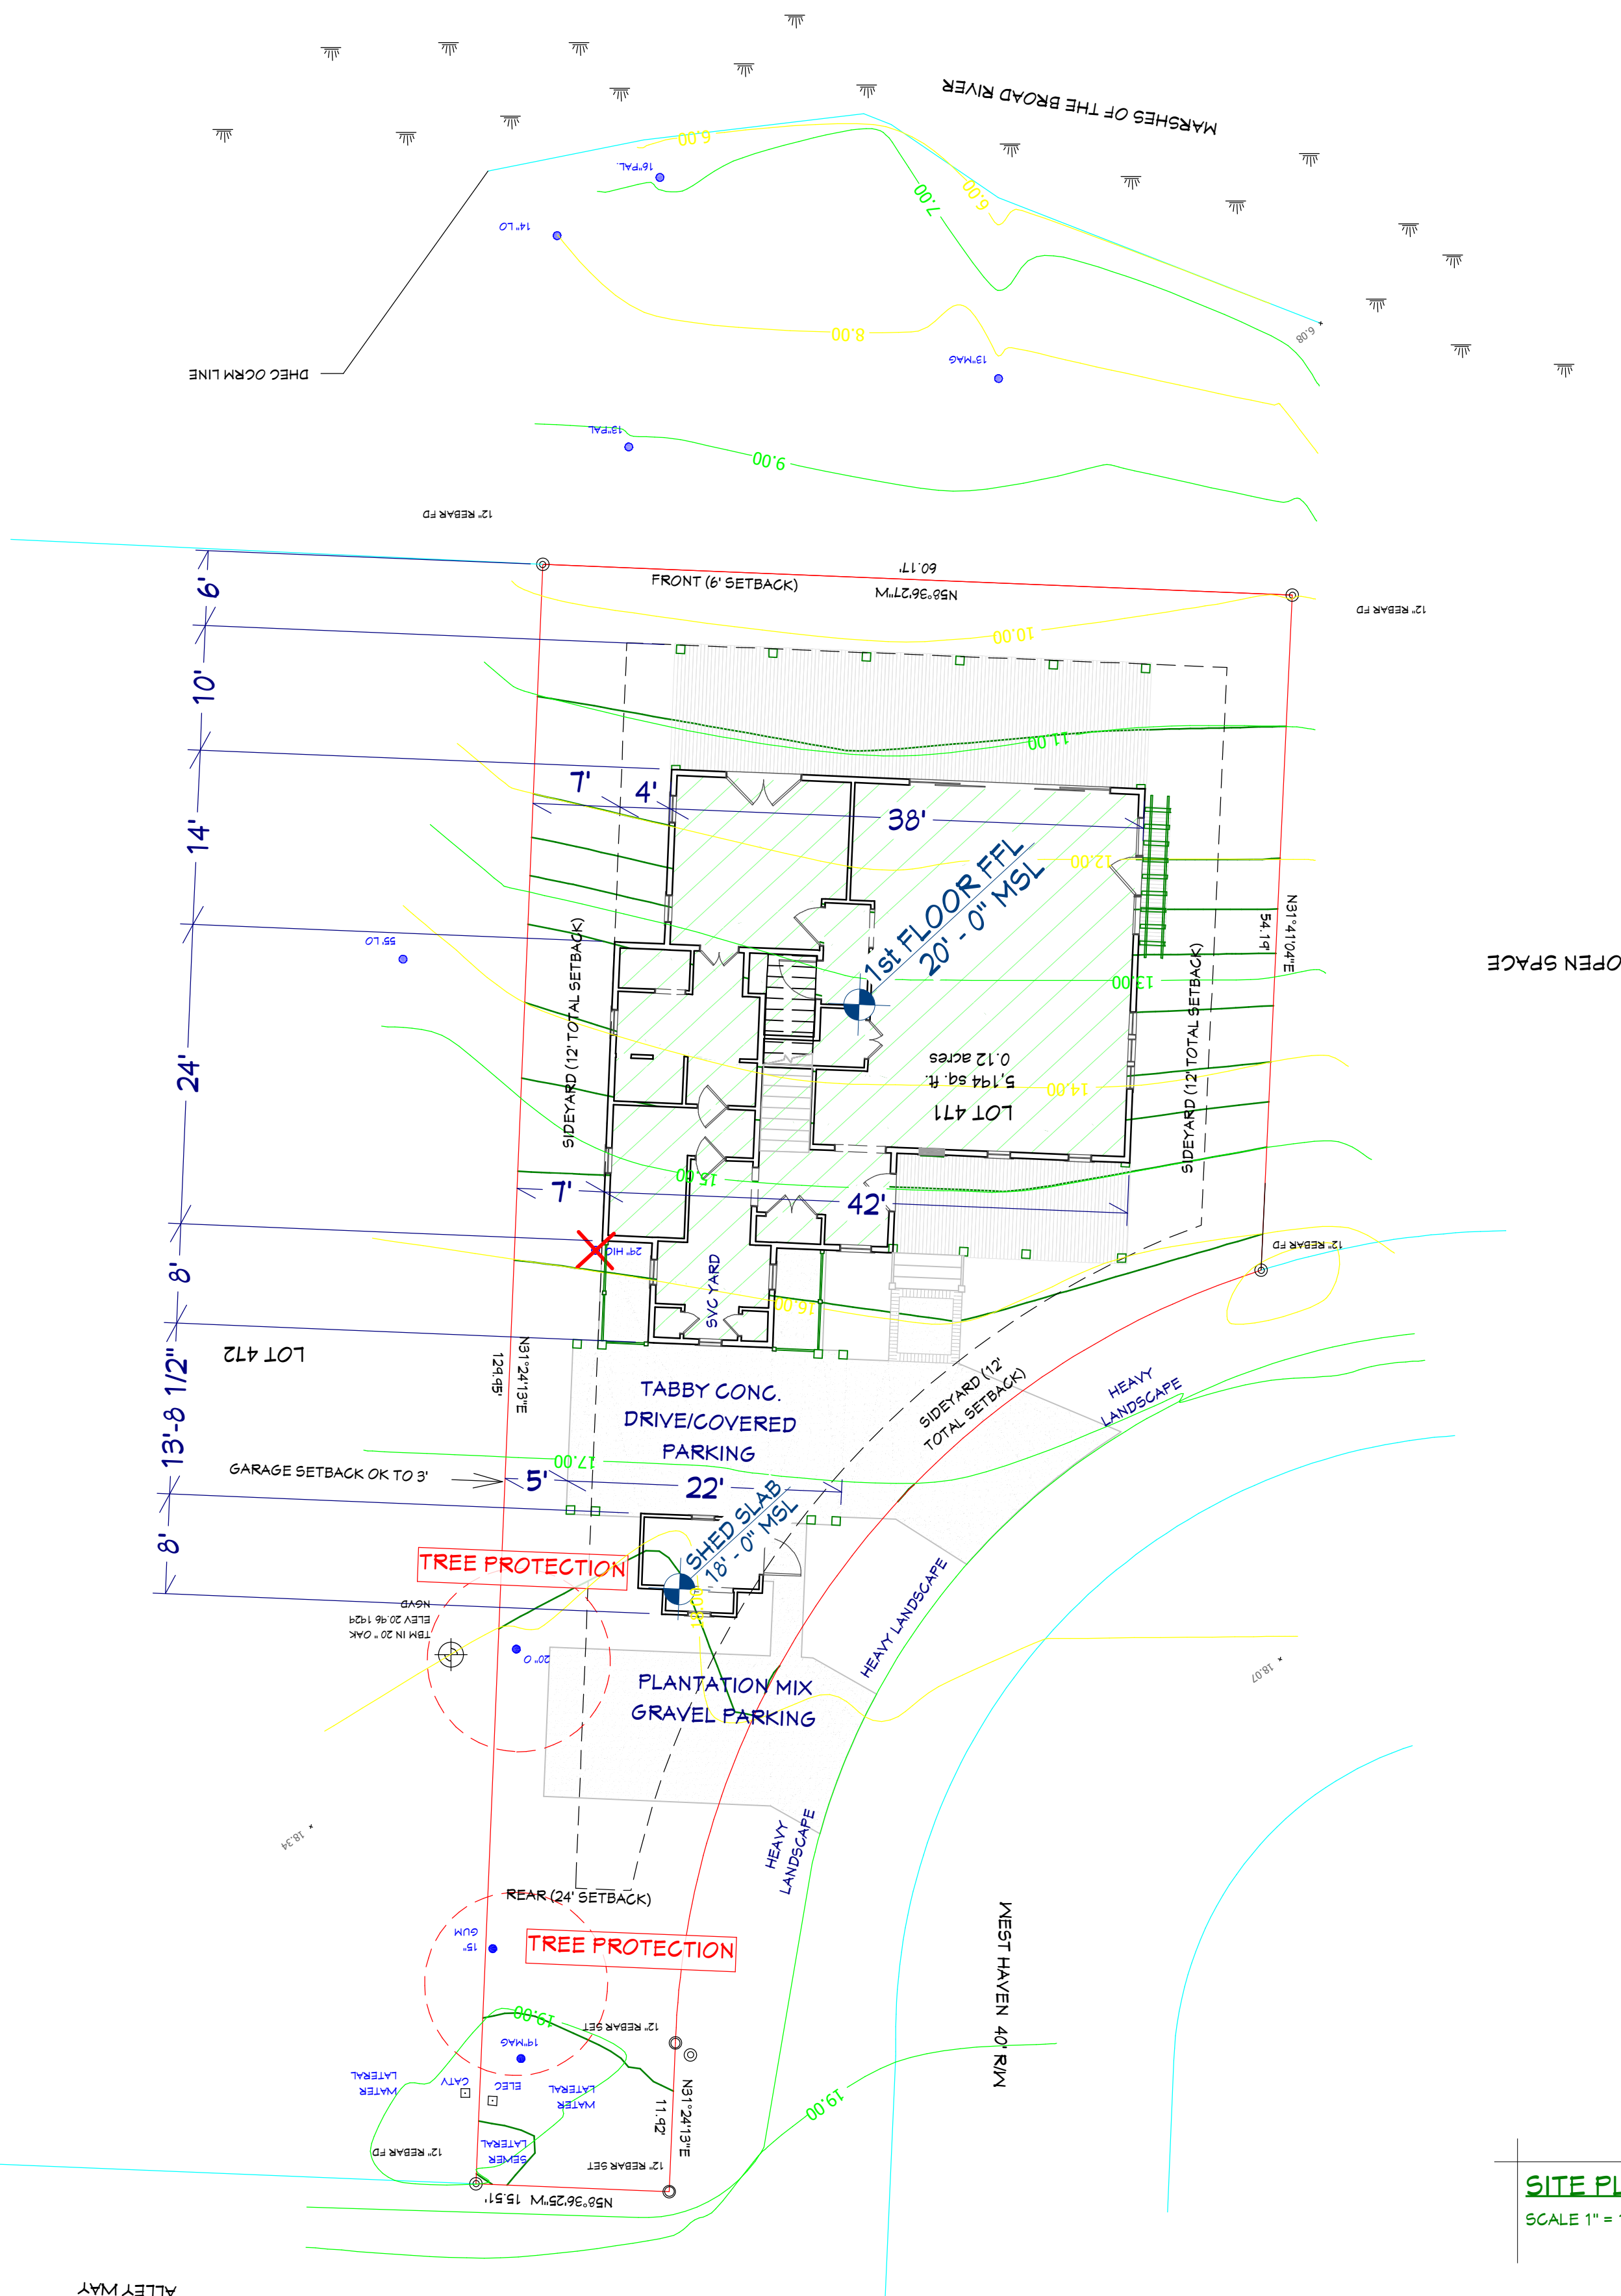 MARSHES OF THE BROAD RIVER
6.00
16"PAL.
7.00
6.00
14" LO
8.00
6.08
13"MAG
DHEC OCRM LINE
13"PAL
9.00
12" REBAR FD
6'
FRONT (6' SETBACK)
60.17'
N58°36'27"W
12" REBAR FD
10.00
10'
11.00
7'
4'
38'
14'
12.00
1st FLOOR FFL
20' - 0" MSL
55' LO
SIDEYARD (12' TOTAL SETBACK)
N31°41'04"E
54.19'
OPEN SPACE
13.00
SIDEYARD (12' TOTAL SETBACK)
24'
LOT 471
5,194 sq. ft.
0.12 acres
14.00
15.00
7'
42'
29" HIC
12" REBAR FD
8'
SVC YARD
16.00
LOT 472
N31°24'13"E
129.95'
13'-8 1/2"
TABBY CONC.
DRIVE/COVERED
PARKING
SIDEYARD (12'
TOTAL SETBACK)
HEAVY
LANDSCAPE
17.00
GARAGE SETBACK OK TO 3'
5'
22'
SHED SLAB
18' - 0" MSL
8'
TREE PROTECTION
HEAVY LANDSCAPE
18.00
TBM IN 20" OAK
ELEV 20.46 1929
NGVD
20" O
18.07
PLANTATION MIX
GRAVEL PARKING
18.34
HEAVY
LANDSCAPE
REAR (24' SETBACK)
15"
GUM
TREE PROTECTION
WEST HAVEN 40' R/W
19.00
12" REBAR SET
19"MAG
WATER
LATERAL
CATV
ELEC
WATER
LATERAL
N31°24'13"E
11.92'
19.00
12" REBAR FD
SEWER
LATERAL
12" REBAR SET
N58°36'25"W 15.51'
SITE PL
SCALE 1" = 1
ALLEY WAY